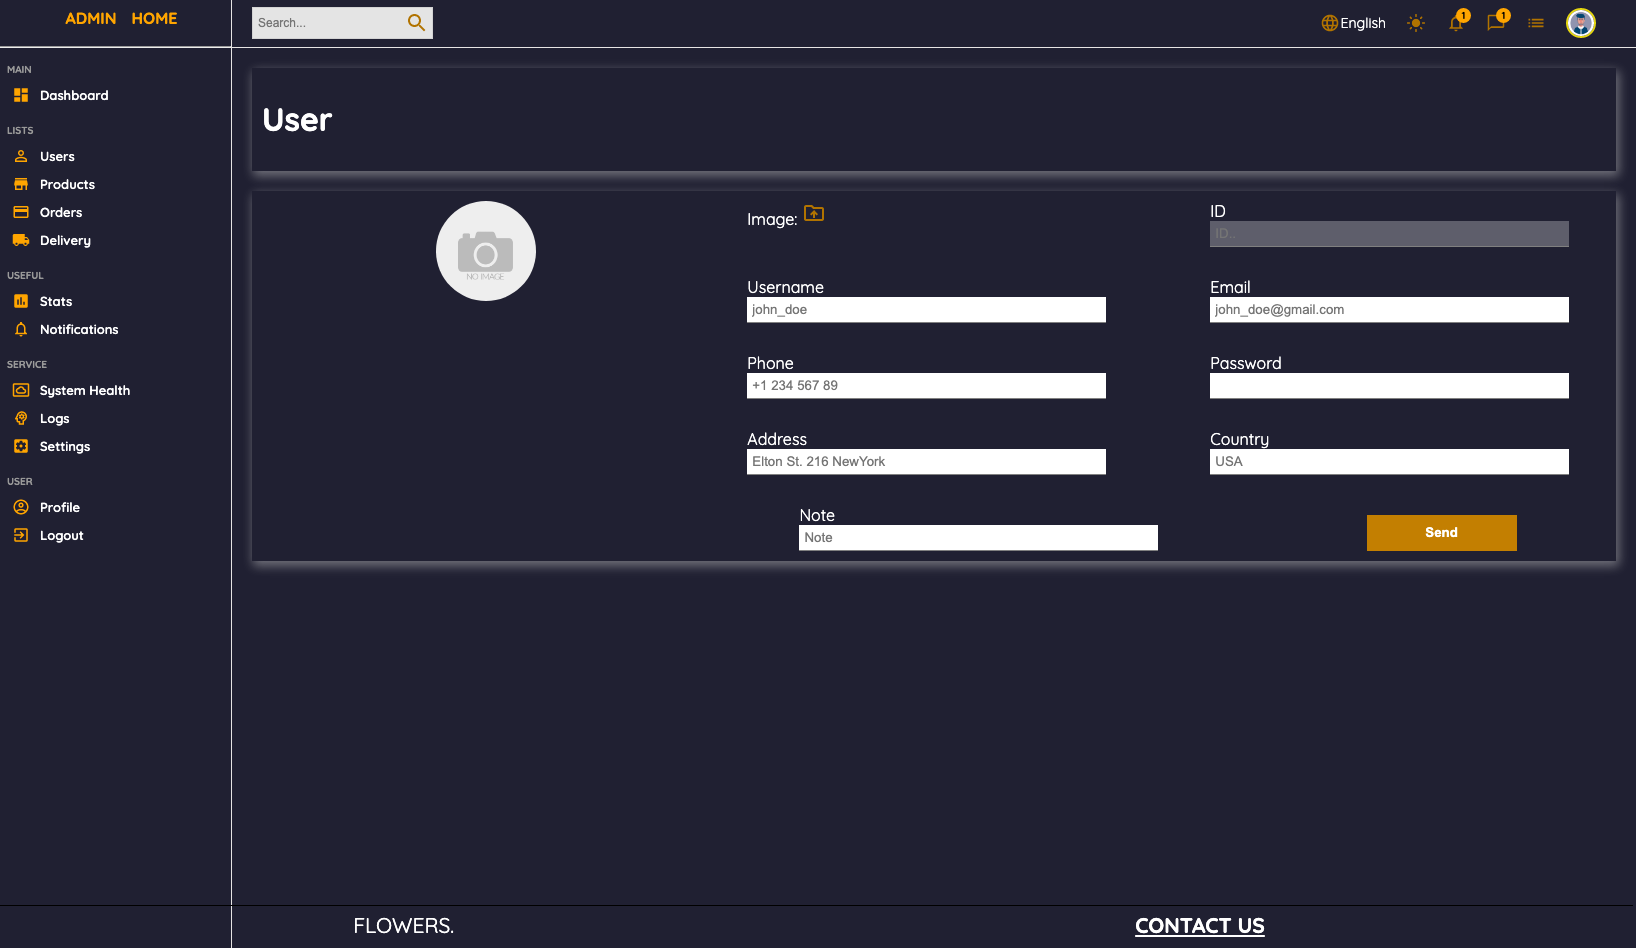 ADMIN HOME
Search...
English
1
1
MAIN
Dashboard
LISTS
Users
Products
Orders
Delivery
USEFUL
Stats
Notifications
SERVICE
System Health
Logs
Settings
USER
Profile
Logout
User
NO IMAGE
Image:
ID
ID..
Username
john_doe
Email
john_doe@gmail.com
Phone
+1 234 567 89
Password
Address
Elton St. 216 NewYork
Country
USA
Note
Note
Send
FLOWERS.
CONTACT US